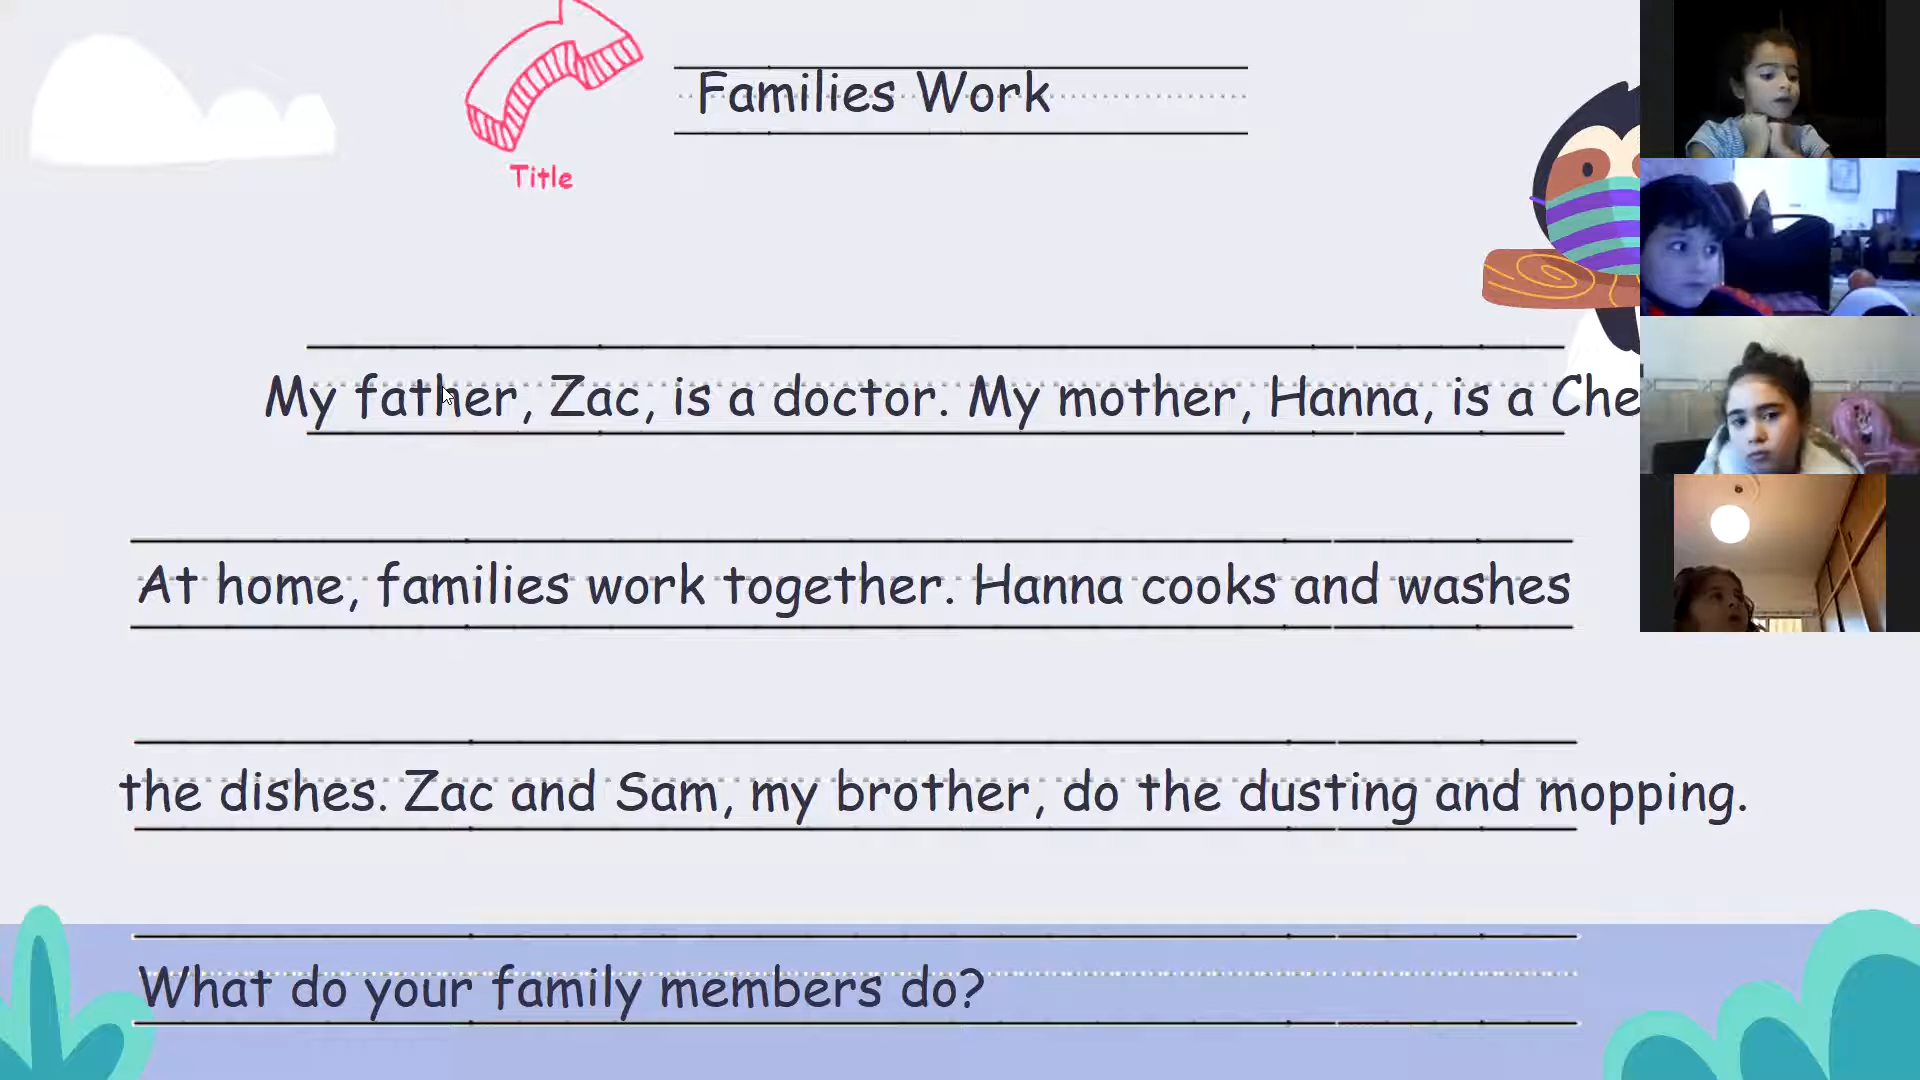 Families Work
Title
My father, Zac, is a doctor. My mother, Hanna, is a
At home, families work together. Hanna cooks and washes
the dishes. Zac and Sam, my brother, do the dusting and mopping.
What do your family members do?